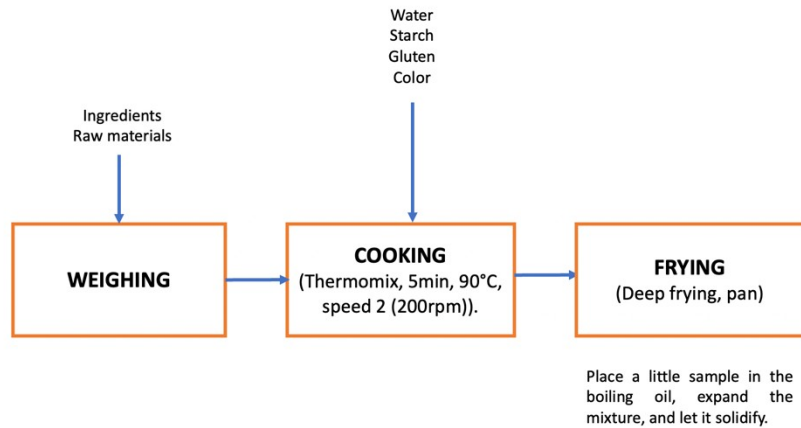 Water
Starch
Gluten
Color
Ingredients
Raw materials
WEIGHING
COOKING
(Thermomix, 5min, 90°C,
speed 2 (200rpm)).
FRYING
(Deep frying, pan)
Place a little sample in the
boiling oil, expand the
mixture, and let it solidify.